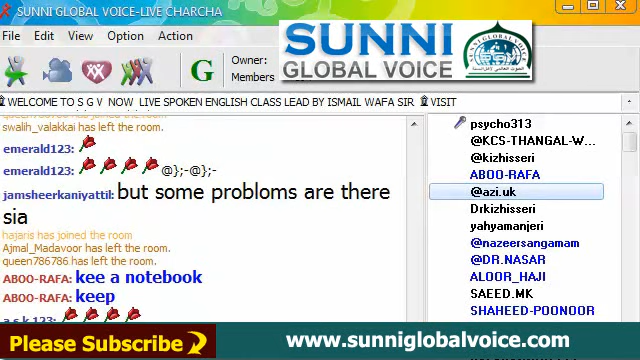 SUNNI GLOBAL VOICE-LIVE CHARCHA
File Edit View Option Action
SUNNI
GLOBAL VOICE
G
Owner:
Members
WELCOME TO S G V NOW LIVE SPOKEN ENGLISH CLASS LEAD BY ISMAIL WAFA SIR VISIT
swalih_valakkai has left the room.
emerald123:
emerald123: @};-@};-
jamsheerkaniyattil: but some probloms are there
sia
hajaris has joined the room
Ajmal_Madavoor has left the room.
queen786786 has left the room.
ABOO-RAFA: kee a notebook
ABOO-RAFA: keep
a s k 123:
psycho313
@KCS-THANGAL-W...
@kizhisseri
ABOO-RAFA
@azi.uk
Drkizhisseri
yahyamanjeri
@nazeersangamam
@DR.NASAR
ALOOR_HAJI
SAEED.MK
SHAHEED-POONOOR
Please Subscribe
www.sunniglobalvoice.com